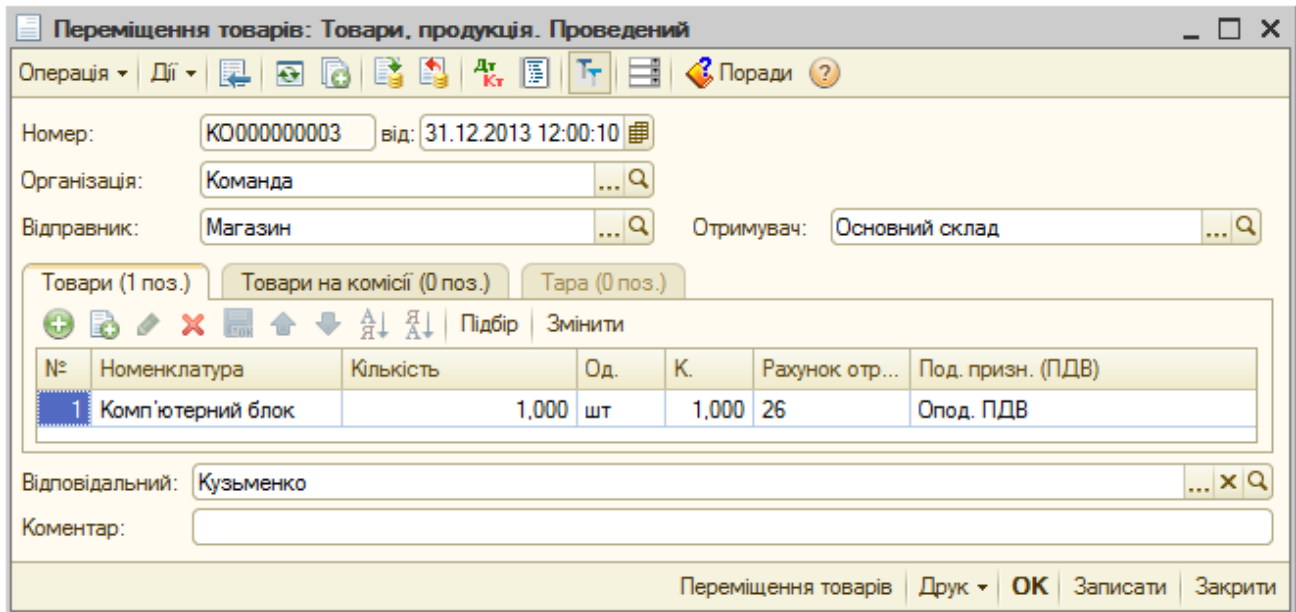 Переміщення товарів: Товари, продукція. Проведений
Операція Дії Дт Кт Поради
Номер: КО000000003 від: 31.12.2013 12:00:10
Організація: Команда ...
Відправник: Магазин ... Отримувач: Основний склад ...
Товари (1 поз.) Товари на комісії (0 поз.) Тара (0 поз.)
Підбір Змінити
№ Номенклатура Кількість Од. К. Рахунок отр... Под. призн. (ПДВ)
1 Комп'ютерний блок 1,000 шт 1,000 26 Опод. ПДВ
Відповідальний: Кузьменко ...
Коментар:
Переміщення товарів Друк ОК Записати Закрити